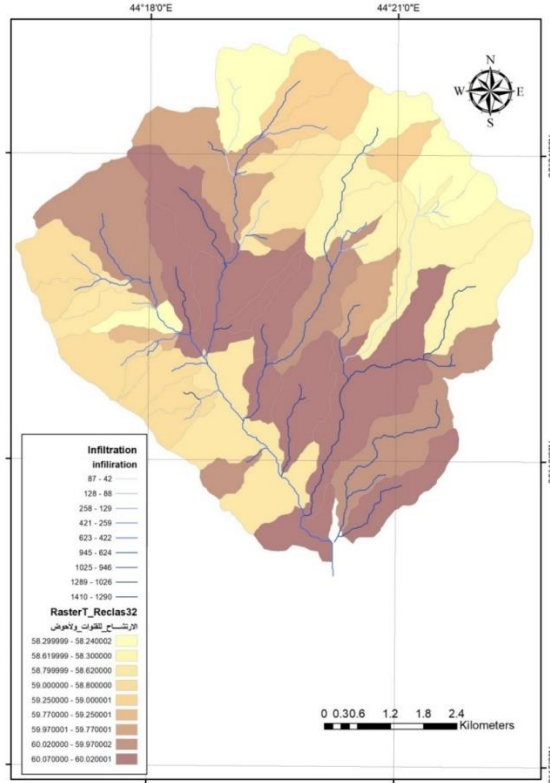 44°18'0"E 44°21'0"E
N
W E
S
Infiltration
infiliration
87 - 42
128 - 88
258 - 129
421 - 259
623 - 422
945 - 624
1025 - 946
1289 - 1026
1410 - 1290
RasterT_Reclas32
الارتشاح_للقنوات_ولاحوض
58.299999 - 58.240002
58.619999 - 58.300000
58.799999 - 58.620000
59.000000 - 58.800000
59.250000 - 59.000001
59.770000 - 59.250001
59.970001 - 59.770001
60.020000 - 59.970002
60.070000 - 60.020001
0 0.30.6 1.2 1.8 2.4
Kilometers